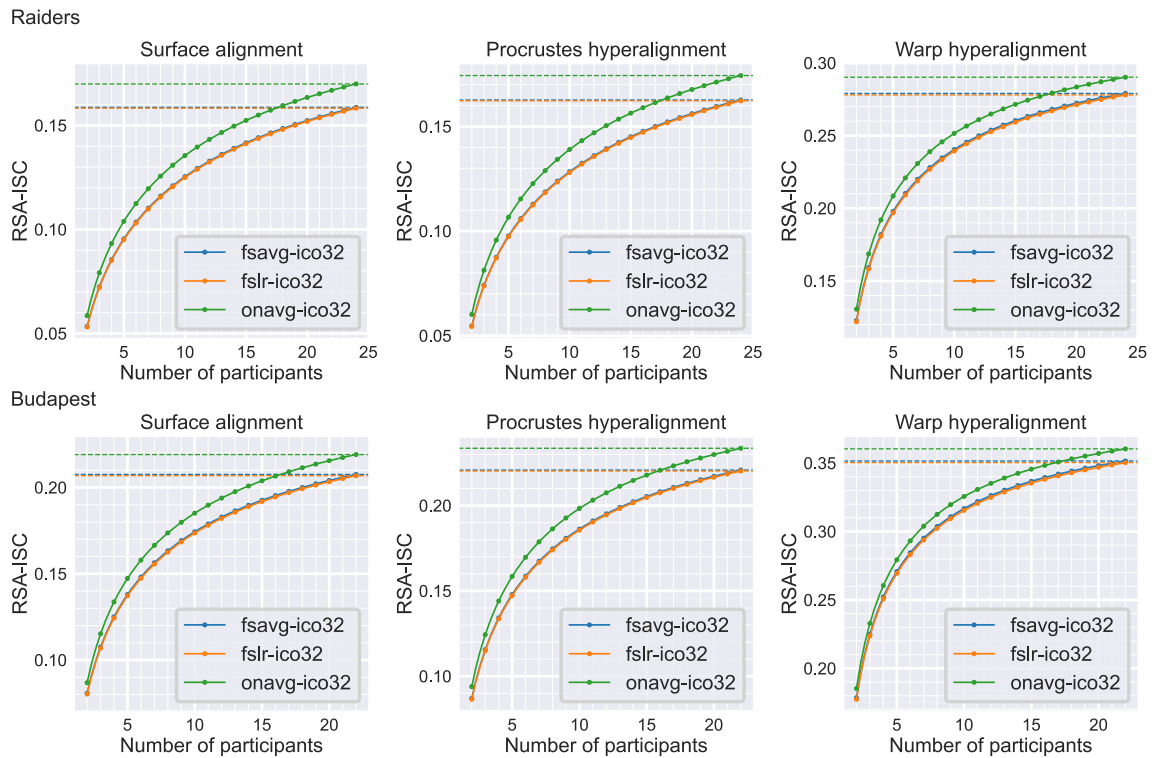 Raiders
Surface alignment
RSA-ISC
0.15
0.10
0.05
fsavg-ico32
fslr-ico32
onavg-ico32
5 10 15 20 25
Number of participants
Procrustes hyperalignment
RSA-ISC
0.15
0.10
0.05
fsavg-ico32
fslr-ico32
onavg-ico32
5 10 15 20 25
Number of participants
Warp hyperalignment
RSA-ISC
0.30
0.25
0.20
0.15
fsavg-ico32
fslr-ico32
onavg-ico32
5 10 15 20 25
Number of participants
Budapest
Surface alignment
RSA-ISC
0.20
0.15
0.10
fsavg-ico32
fslr-ico32
onavg-ico32
5 10 15 20
Number of participants
Procrustes hyperalignment
RSA-ISC
0.20
0.15
0.10
fsavg-ico32
fslr-ico32
onavg-ico32
5 10 15 20
Number of participants
Warp hyperalignment
RSA-ISC
0.35
0.30
0.25
0.20
fsavg-ico32
fslr-ico32
onavg-ico32
5 10 15 20
Number of participants